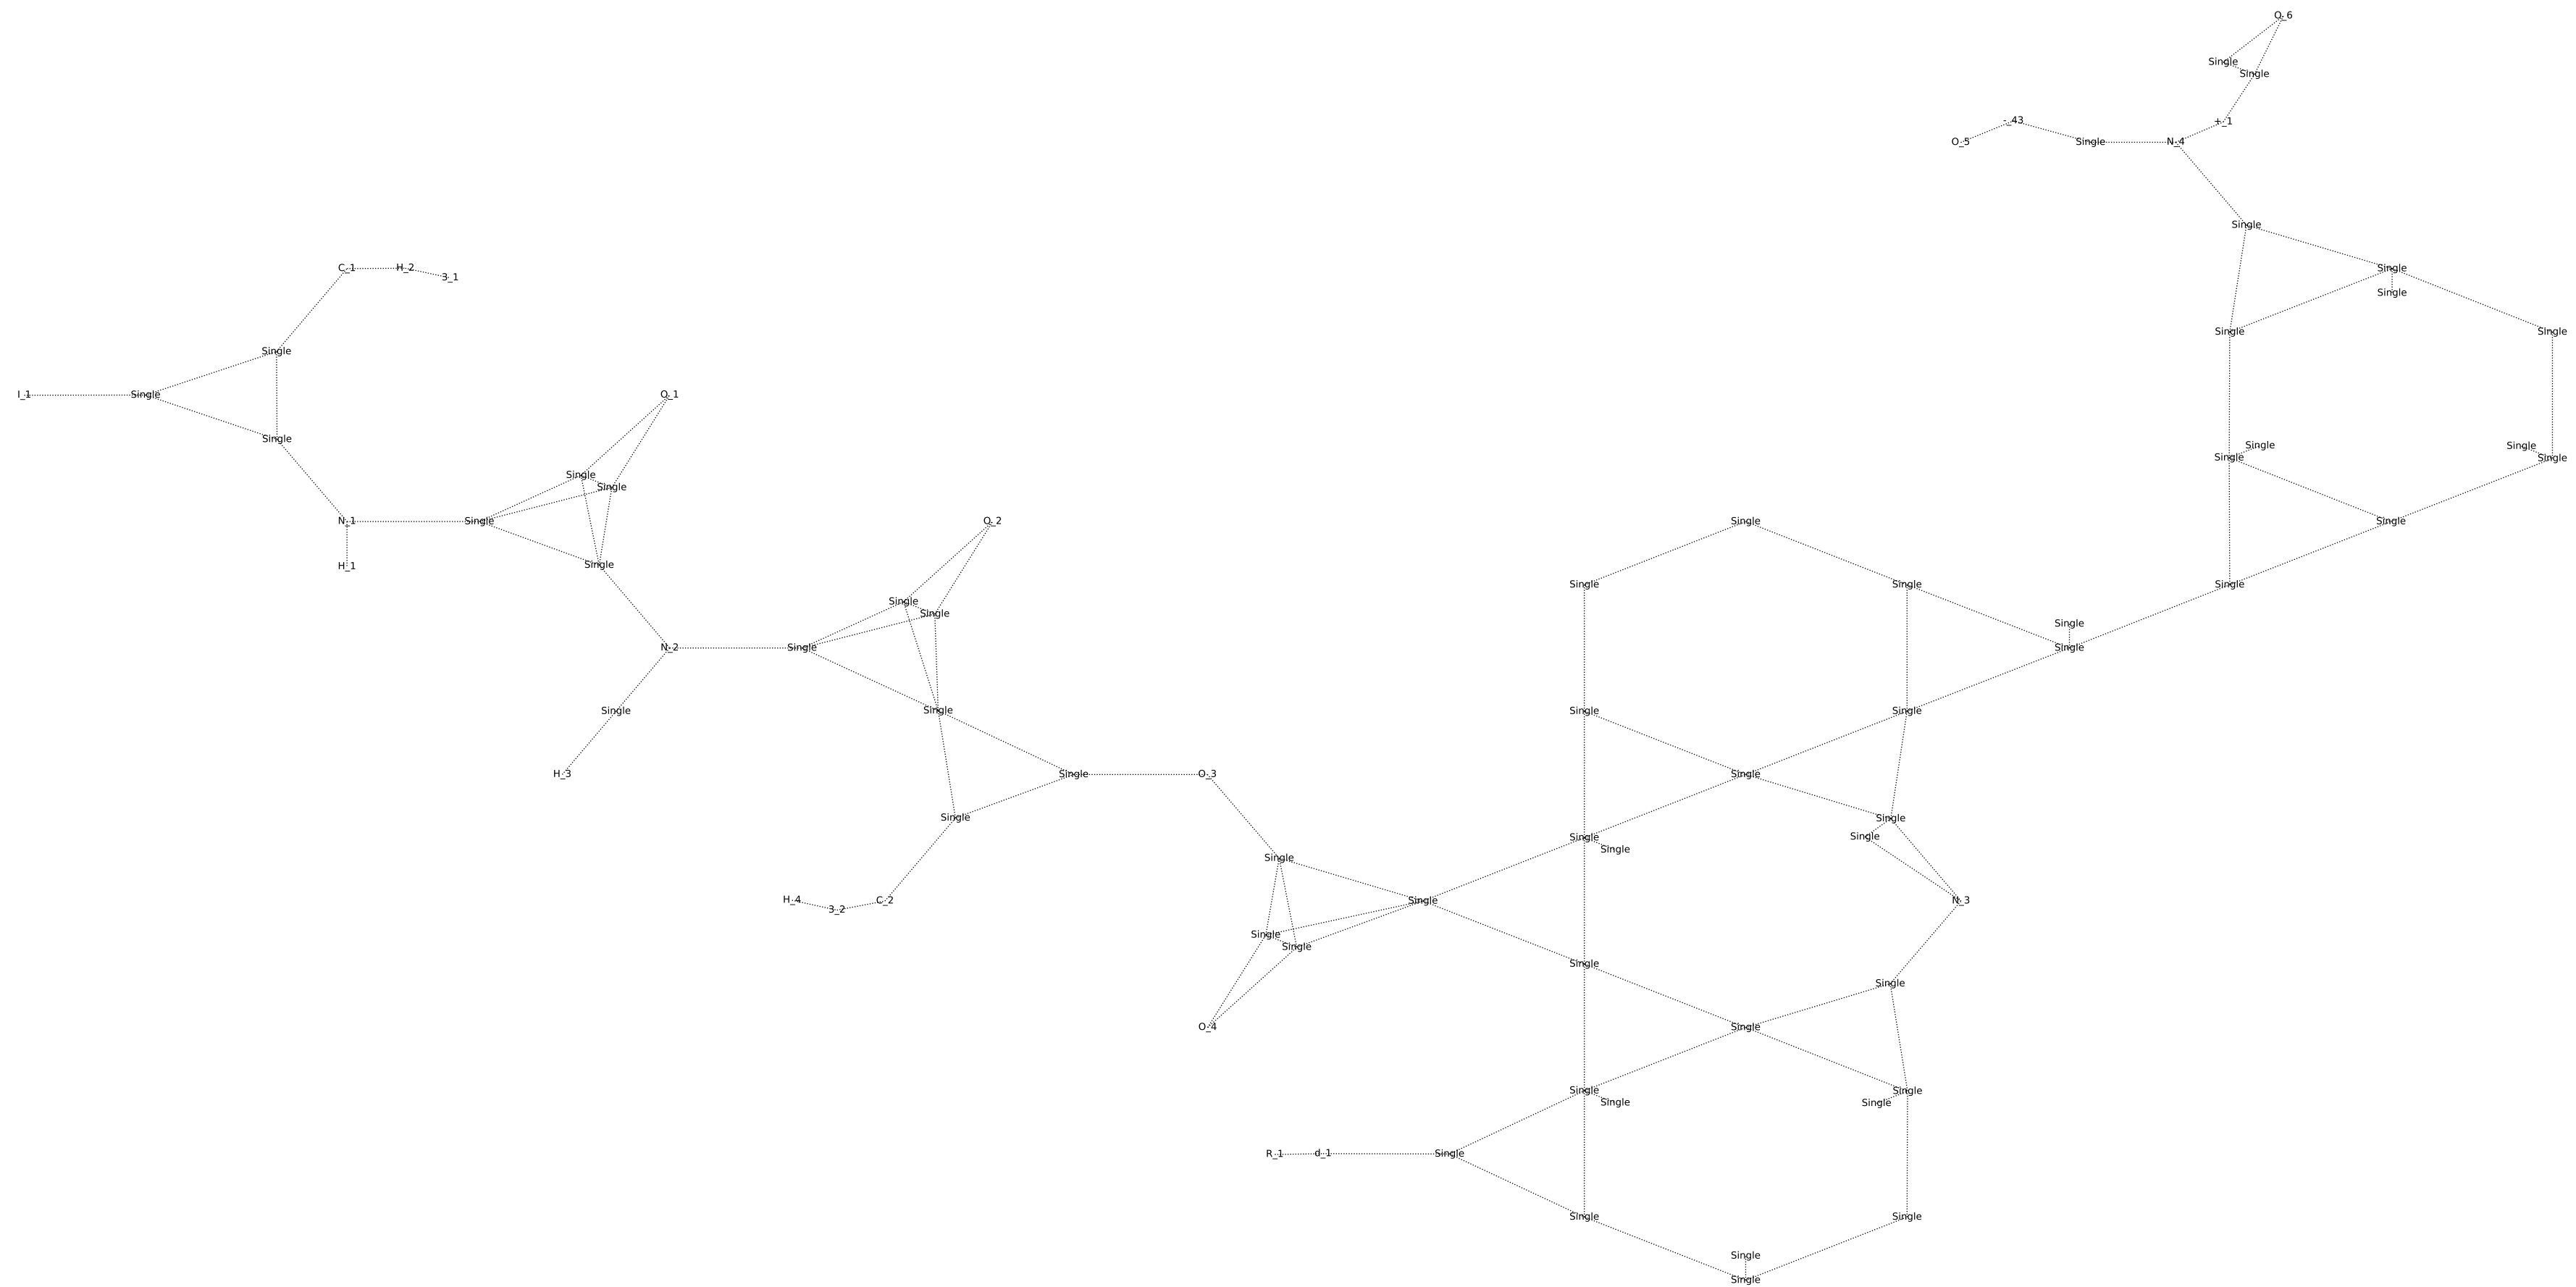 O_6
Single
Single
-_43 +_1
O_5 Single N_4
Single
C_1 H_2 3_1 Single
Single
Single Single
Single
I_1 Single O_1
Single
Single Single
Single Single
Single
Single
N_1 Single O_2 Single Single
Single
H_1
Single Single Single
Single
Single
Single
N_2 Single Single
Single Single Single Single
H_3 Single O_3 Single
Single Single
Single Single
Single
Single
H_4 3_2 C_2 Single N_3
Single
Single
Single
Single
O_4 Single
Single Single
Single Single
R_1 d_1 Single
Single Single
Single
Single